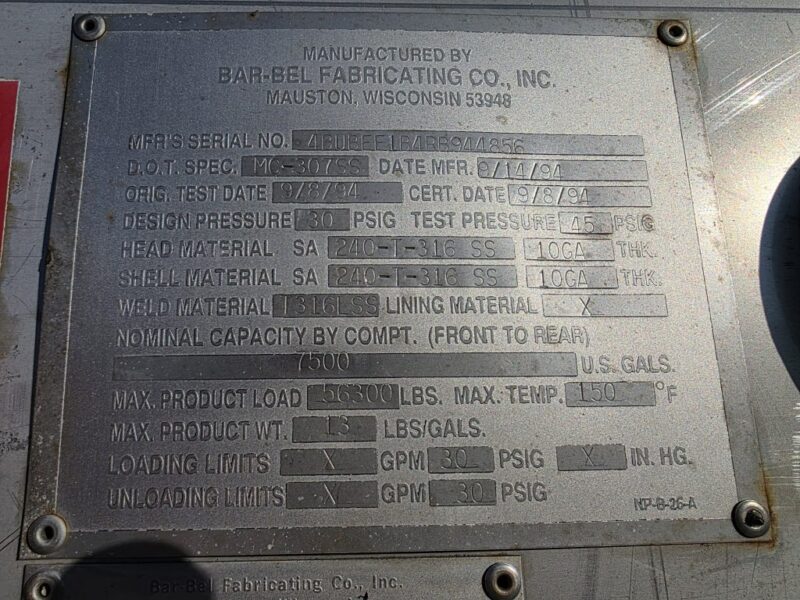 MANUFACTURED BY
BAR-BEL FABRICATING CO., INC.
MAUSTON, WISCONSIN 53948
MFR'S SERIAL NO.
D.O.T. SPEC. MC-307SS DATE MFR. 9/14/94
ORIG. TEST DATE 9/8/94 CERT. DATE 9/8/94
DESIGN PRESSURE 30 PSIG TEST PRESSURE 45 PSIG
HEAD MATERIAL SA 240-T-316 SS 10GA THK.
SHELL MATERIAL SA 240-T-316 SS 10GA THK.
WELD MATERIAL T316LSS LINING MATERIAL X
NOMINAL CAPACITY BY COMPT. (FRONT TO REAR)
7500 U.S. GALS.
MAX. PRODUCT LOAD 56300 LBS. MAX. TEMP. 150 °F
MAX. PRODUCT WT. 13 LBS/GALS.
LOADING LIMITS X GPM 30 PSIG X IN. HG.
UNLOADING LIMITS X GPM 30 PSIG
NP-B-26-A
Bar-Bel Fabricating Co., Inc.